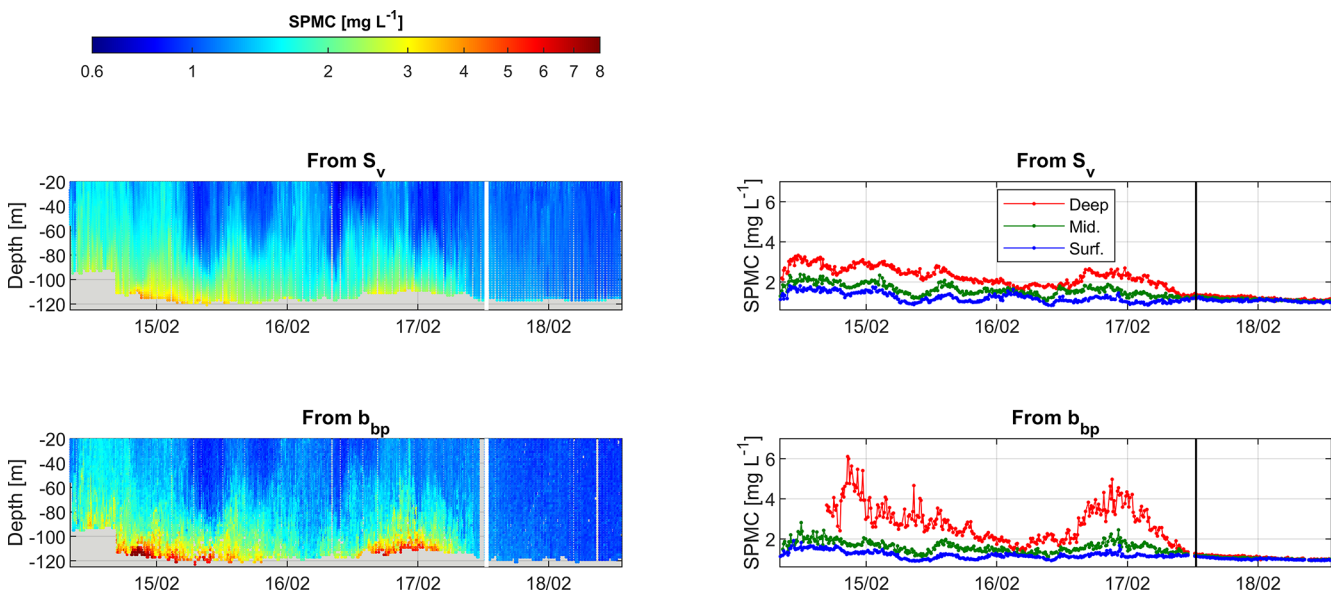 SPMC [mg L-1]
0.6 1 2 3 4 5 6 7 8
From Sv
Depth [m]
-20
-40
-60
-80
-100
-120
15/02 16/02 17/02 18/02
From Sv
SPMC [mg L-1]
6
4
2
Deep
Mid.
Surf.
15/02 16/02 17/02 18/02
From bbp
Depth [m]
-20
-40
-60
-80
-100
-120
15/02 16/02 17/02 18/02
From bbp
SPMC [mg L-1]
6
4
2
15/02 16/02 17/02 18/02